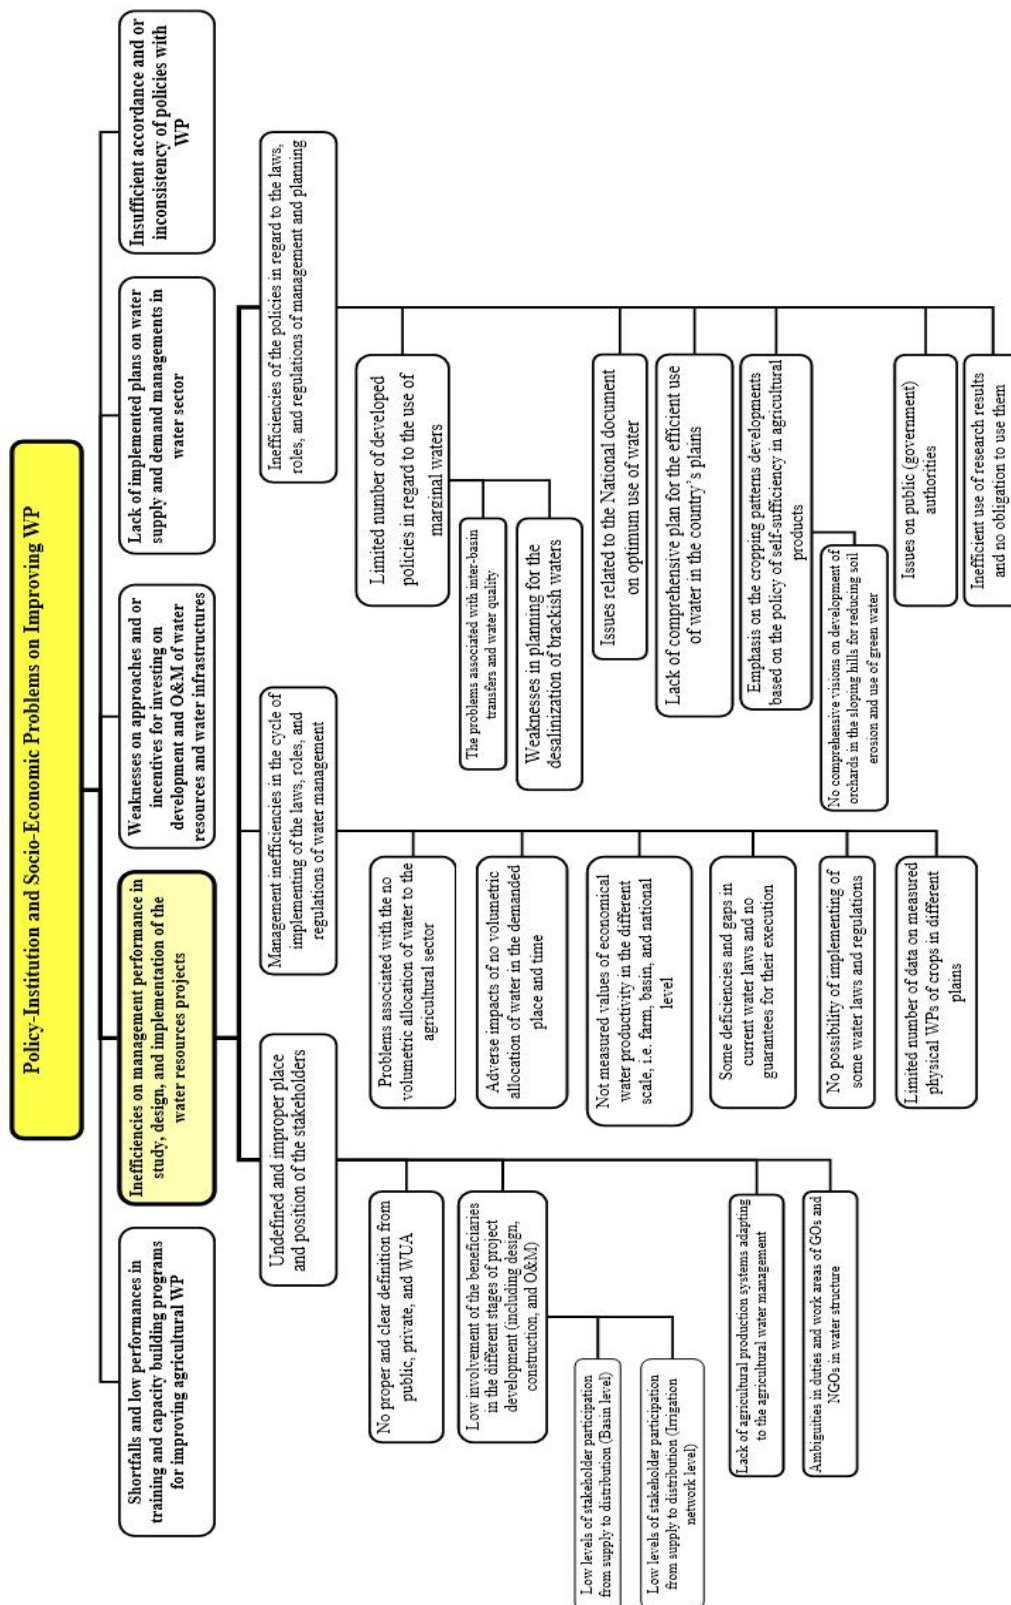 Policy-Institution and Socio-Economic Problems on Improving WP
Shortfalls and low performances in
training and capacity building programs
for improving agricultural WP
Inefficiencies on management performance in
study, design, and implementation of the
water resources projects
Weaknesses on approaches and or
incentives for investing on
development and O&M of water
resources and water infrastructures
Lack of implemented plans on water
supply and demand managements in
water sector
Insufficient accordance and or
inconsistency of policies with
WP
Undefined and improper place
and position of the stakeholders
Management inefficiencies in the cycle of
implementing of the laws, roles, and
regulations of water management
Inefficiencies of the policies in regard to the laws,
roles, and regulations of management and planning
No proper and clear definition from
public, private, and WUA
Low involvement of the beneficiaries
in the different stages of project
development (including design,
construction, and O&M)
Low levels of stakeholder participation
from supply to distribution (Basin level)
Low levels of stakeholder participation
from supply to distribution (Irrigation
network level)
Lack of agricultural production systems adapting
to the agricultural water management
Ambiguities in duties and work areas of GOs and
NGOs in water structure
Problems associated with the no
volumetric allocation of water to the
agricultural sector
Adverse impacts of no volumetric
allocation of water in the demanded
place and time
Not measured values of economical
water productivity in the different
scale, i.e. farm, basin, and national
level
Some deficiencies and gaps in
current water laws and no
guarantees for their execution
No possibility of implementing of
some water laws and regulations
Limited number of data on measured
physical WPs of crops in different
plains
Limited number of developed
policies in regard to the use of
marginal waters
The problems associated with inter-basin
transfers and water quality
Weaknesses in planning for the
desalinization of brackish waters
Issues related to the National document
on optimum use of water
Lack of comprehensive plan for the efficient use
of water in the country's plains
Emphasis on the cropping patterns developments
based on the policy of self-sufficiency in agricultural
products
No comprehensive visions on development of
orchards in the sloping hills for reducing soil
erosion and use of green water
Issues on public (government)
authorities
Inefficient use of research results
and no obligation to use them